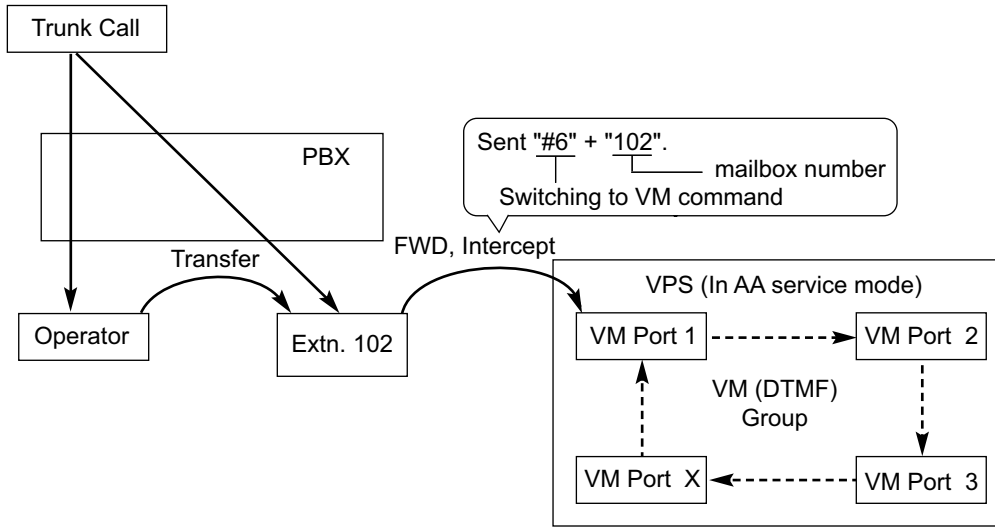 Trunk Call
PBX
Sent "#6" + "102".
mailbox number
Switching to VM command
FWD, Intercept
Transfer
Operator
Extn. 102
VPS (In AA service mode)
VM Port 1
VM Port 2
VM (DTMF)
Group
VM Port X
VM Port 3